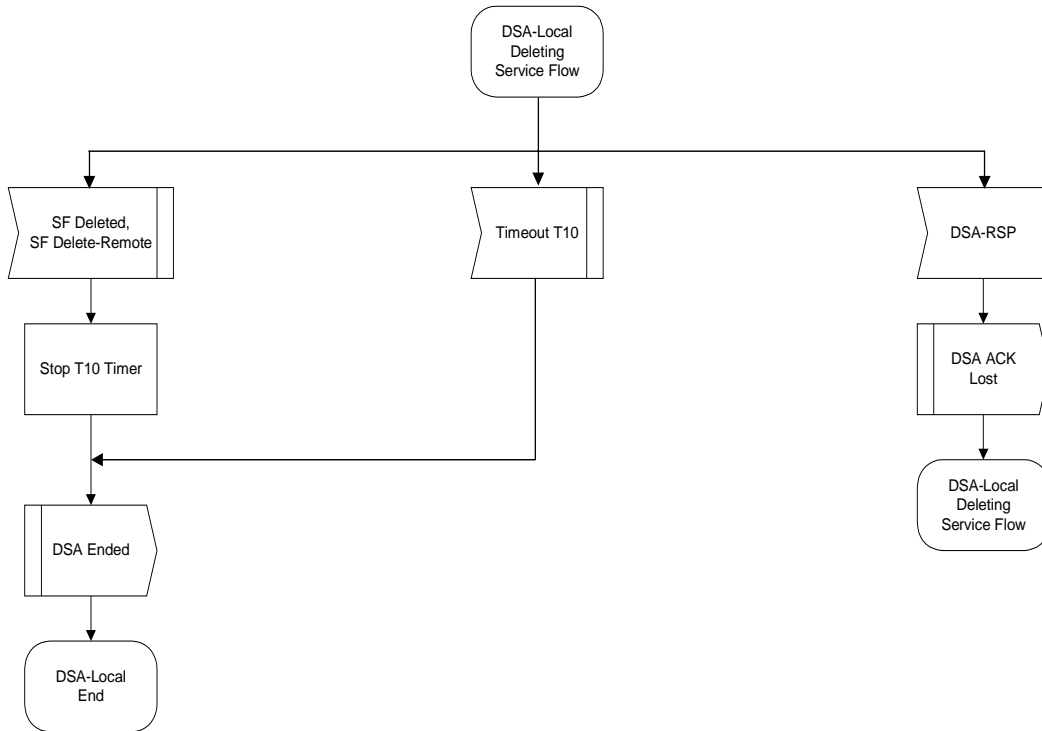 DSA-Local
Deleting
Service Flow
SF Deleted,
SF Delete-Remote
Timeout T10
DSA-RSP
Stop T10 Timer
DSA ACK
Lost
DSA-Local
Deleting
Service Flow
DSA Ended
DSA-Local
End